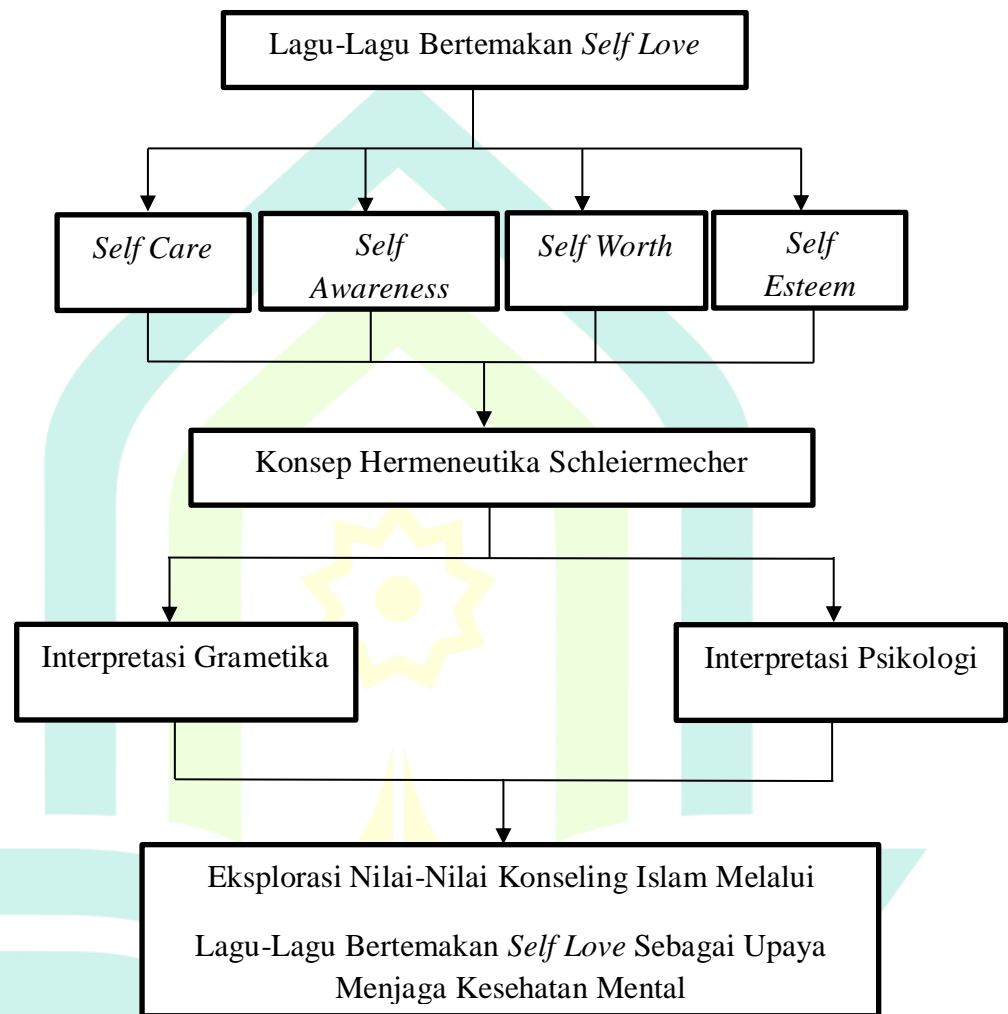 Lagu-Lagu Bertemakan Self Love
Self Care
Self
Awareness
Self Worth
Self
Esteem
Konsep Hermeneutika Schleiermecher
Interpretasi Grametika
Interpretasi Psikologi
Eksplorasi Nilai-Nilai Konseling Islam Melalui
Lagu-Lagu Bertemakan Self Love Sebagai Upaya
Menjaga Kesehatan Mental